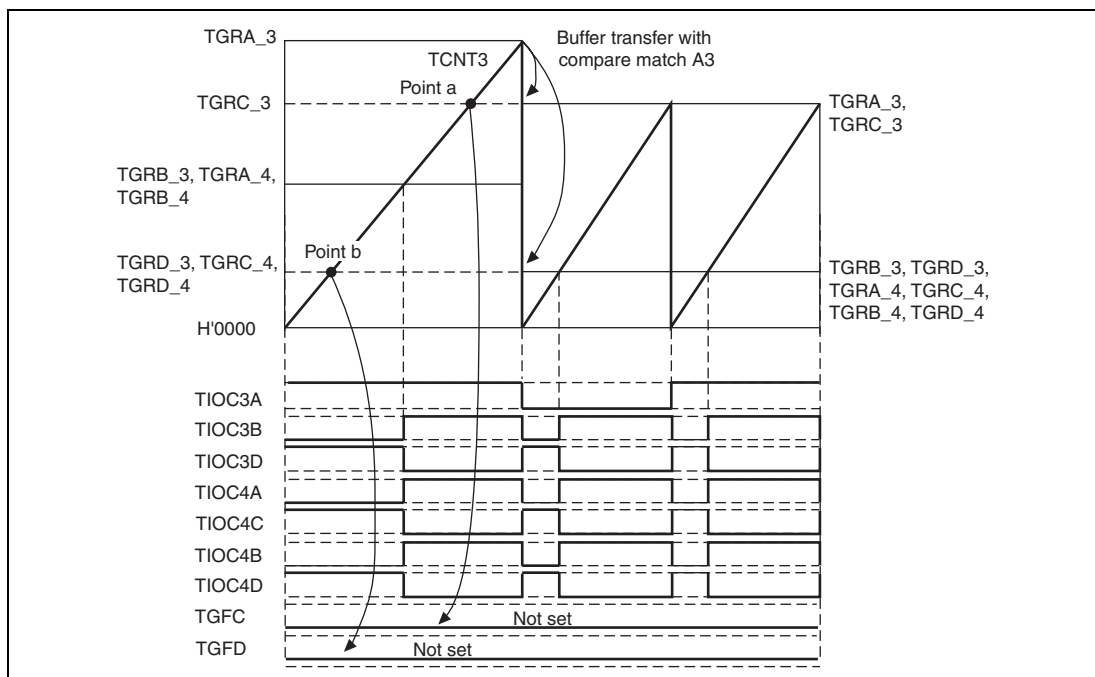 TGRA_3
TCNT3
Buffer transfer with
compare match A3
Point a
TGRC_3
TGRA_3,
TGRC_3
TGRB_3, TGRA_4,
TGRB_4
Point b
TGRD_3, TGRC_4,
TGRD_4
TGRB_3, TGRD_3,
TGRA_4, TGRC_4,
TGRB_4, TGRD_4
H'0000
TIOC3A
TIOC3B
TIOC3D
TIOC4A
TIOC4C
TIOC4B
TIOC4D
TGFC
Not set
TGFD
Not set